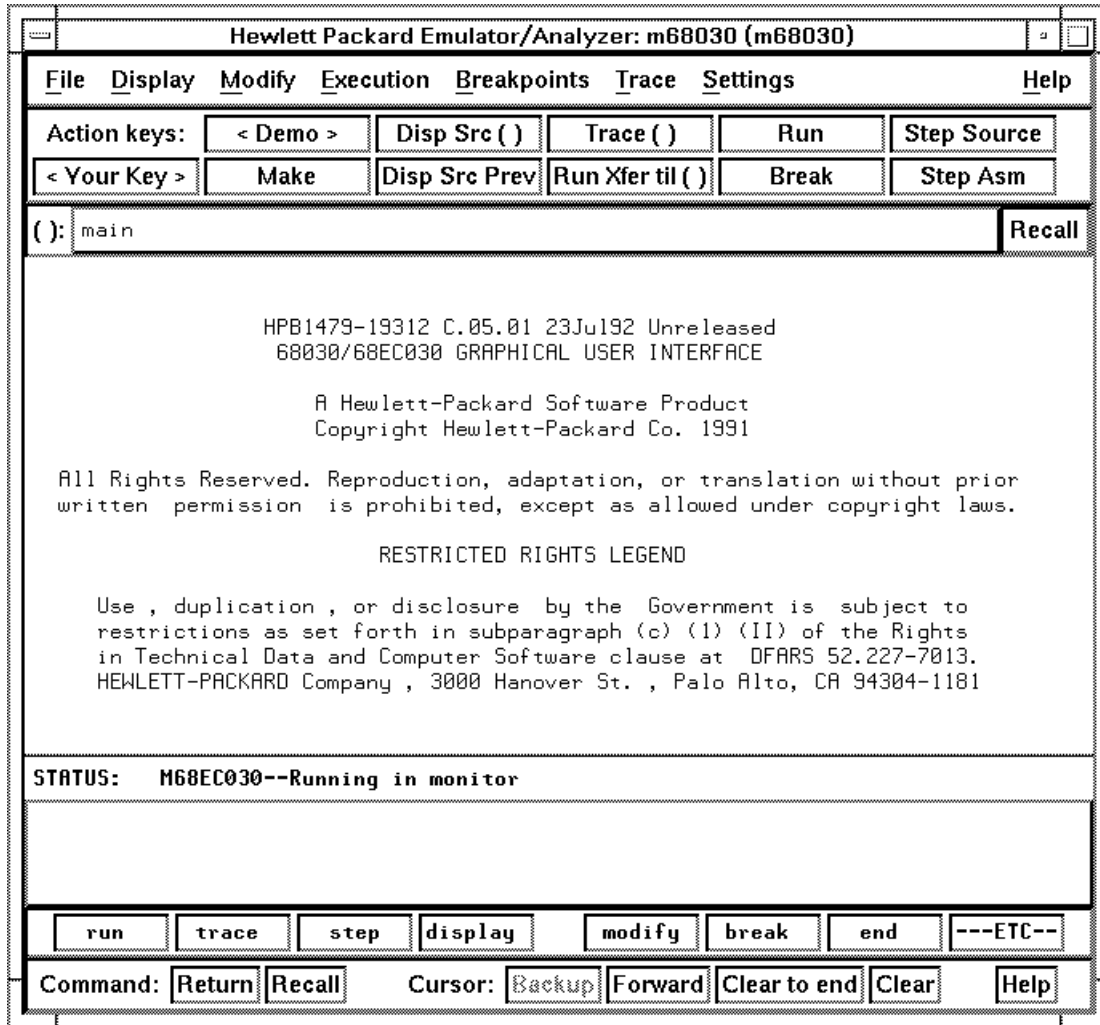 Hewlett Packard Emulator/Analyzer: m68030 (m68030)
File Display Modify Execution Breakpoints Trace Settings Help
Action keys: < Demo > Disp Src ( ) Trace ( ) Run Step Source
< Your Key > Make Disp Src Prev Run Xfer til ( ) Break Step Asm
( ): main Recall
HPB1479-19312 C.05.01 23Jul92 Unreleased
68030/68EC030 GRAPHICAL USER INTERFACE
A Hewlett-Packard Software Product
Copyright Hewlett-Packard Co. 1991
All Rights Reserved. Reproduction, adaptation, or translation without prior
written permission is prohibited, except as allowed under copyright laws.
RESTRICTED RIGHTS LEGEND
Use , duplication , or disclosure by the Government is subject to
restrictions as set forth in subparagraph (c) (1) (II) of the Rights
in Technical Data and Computer Software clause at DFARS 52.227-7013.
HEWLETT-PACKARD Company , 3000 Hanover St. , Palo Alto, CA 94304-1181
STATUS: M68EC030--Running in monitor
run trace step display modify break end ---ETC--
Command: Return Recall Cursor: Backup Forward Clear to end Clear Help